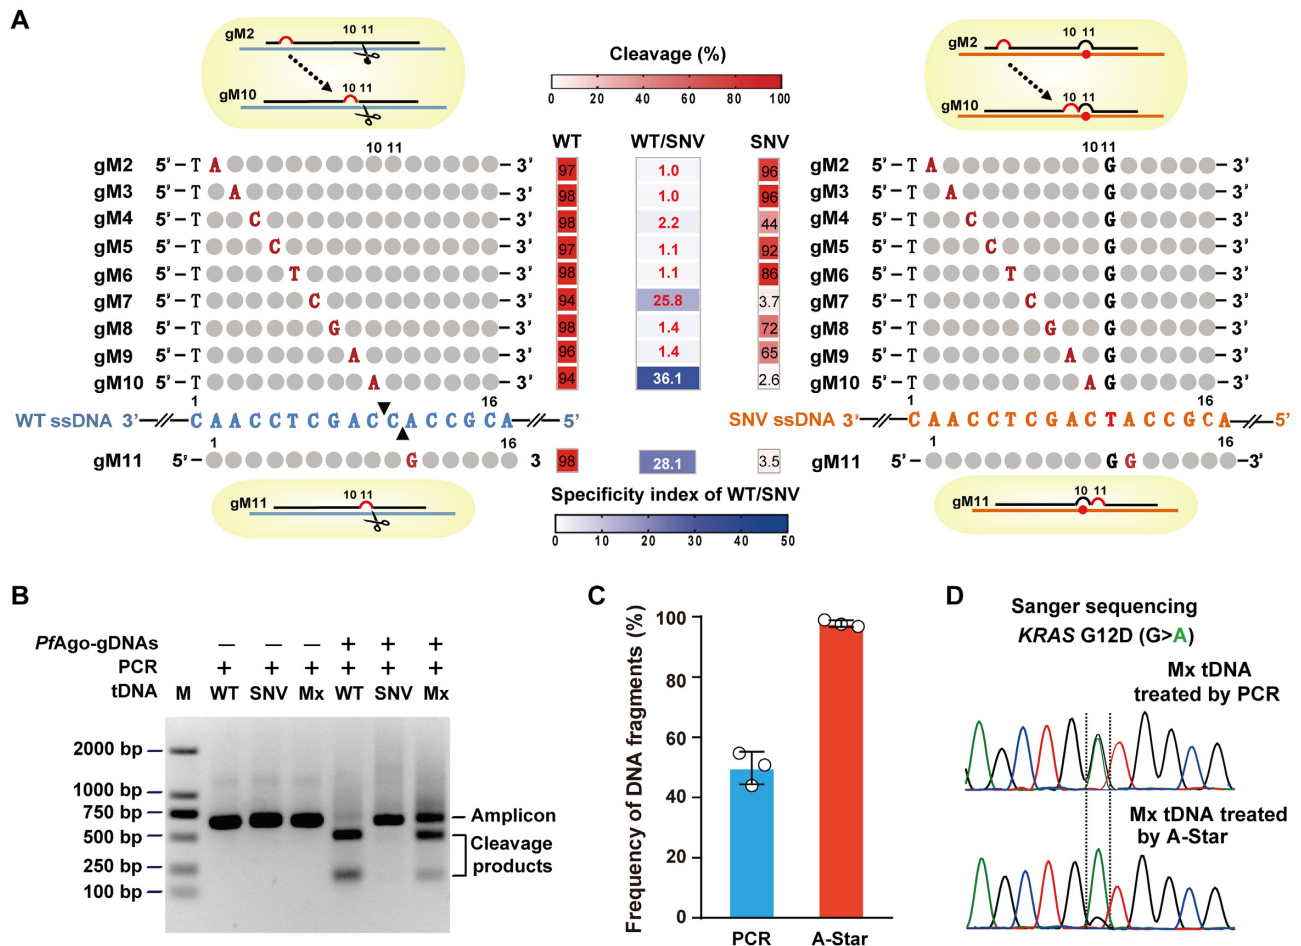 A
gM2
10 11
gM10
10 11
Cleavage (%)
0 20 40 60 80 100
gM2
10 11
gM10
10 11
WT WT/SNV SNV
10 11
10 11
gM2 5’ – T A – 3’ 97 1.0 96 gM2 5’ – T A G – 3’
gM3 5’ – T A – 3’ 98 1.0 96 gM3 5’ – T A G – 3’
gM4 5’ – T C – 3’ 98 2.2 44 gM4 5’ – T C G – 3’
gM5 5’ – T C – 3’ 97 1.1 92 gM5 5’ – T C G – 3’
gM6 5’ – T T – 3’ 98 1.1 86 gM6 5’ – T T G – 3’
gM7 5’ – T C – 3’ 94 25.8 3.7 gM7 5’ – T C G – 3’
gM8 5’ – T G – 3’ 98 1.4 72 gM8 5’ – T G G – 3’
gM9 5’ – T A – 3’ 96 1.4 65 gM9 5’ – T A G – 3’
gM10 5’ – T A – 3’ 94 36.1 2.6 gM10 5’ – T A G – 3’
1 16 1 16
WT ssDNA 3’ C A A C C T C G A C C A C C G C A 5’ SNV ssDNA 3’ C A A C C T C G A C T A C C G C A 5’
1 16 1 16
gM11 5’ – G 3 98 28.1 3.5 gM11 5’ – G G – 3’
gM11
10 11
Specificity index of WT/SNV
0 10 20 30 40 50
gM11
10 11
B
PfAgo-gDNAs – – – + + +
PCR + + + + + +
tDNA M WT SNV Mx WT SNV Mx
2000 bp
1000 bp
750 bp
500 bp
250 bp
100 bp
Amplicon
Cleavage
products
C
Frequency of DNA fragments (%)
100
80
60
40
20
0
PCR A-Star
D
Sanger sequencing
KRAS G12D (G>A)
Mx tDNA
treated by PCR
Mx tDNA treated
by A-Star